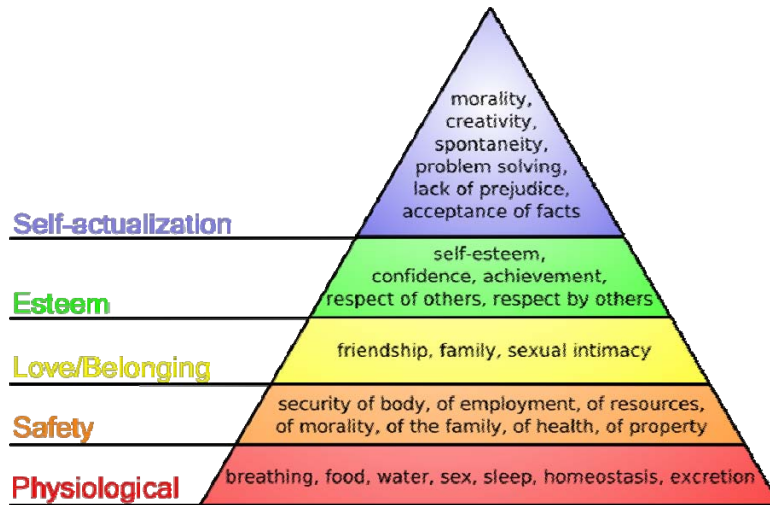 morality,
creativity,
spontaneity,
problem solving,
lack of prejudice,
acceptance of facts
Self-actualization
self-esteem,
confidence, achievement,
respect of others, respect by others
Esteem
friendship, family, sexual intimacy
Love/Belonging
security of body, of employment, of resources,
of morality, of the family, of health, of property
Safety
breathing, food, water, sex, sleep, homeostasis, excretion
Physiological